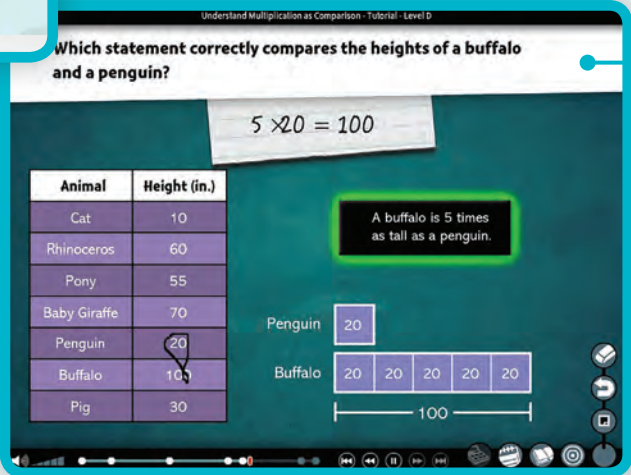 Understand Multiplication as Comparison - Tutorial - Level D
Which statement correctly compares the heights of a buffalo
and a penguin?
5 × 20 = 100
Animal Height (in.)
Cat 10
Rhinoceros 60
Pony 55
Baby Giraffe 70
Penguin 20
Buffalo 100
Pig 30
A buffalo is 5 times
as tall as a penguin.
Penguin 20
Buffalo 20 20 20 20 20
100